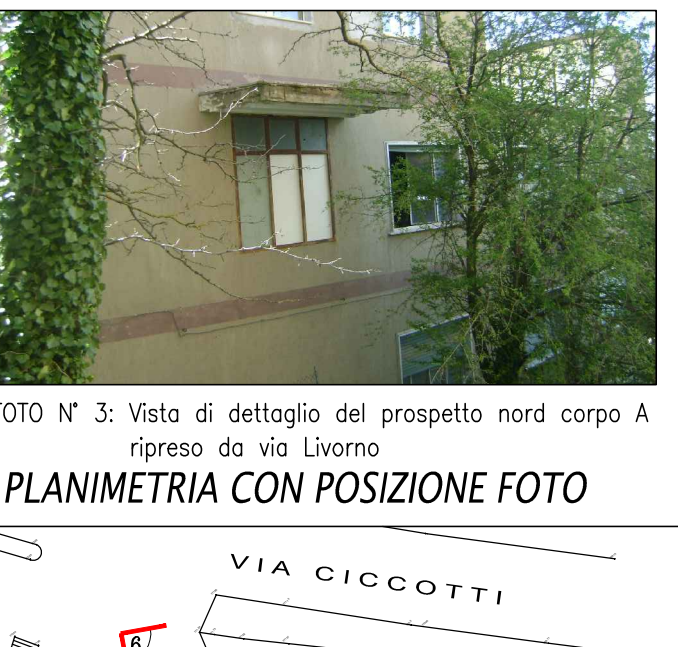 FOTO N° 3: Vista di dettaglio del prospetto nord corpo A
ripreso da via Livorno
PLANIMETRIA CON POSIZIONE FOTO
VIA CICCOTTI
6